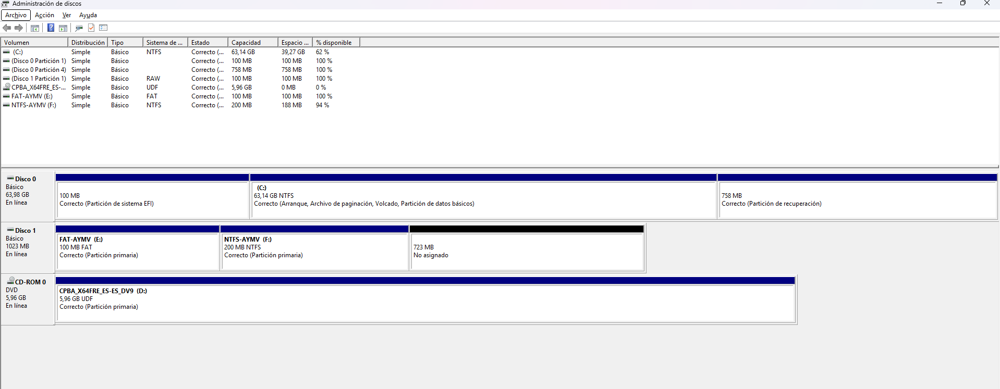 Administración de discos
Archivo Acción Ver Ayuda
Volumen Distribución Tipo Sistema de ... Estado Capacidad Espacio ... % disponible
(C:) Simple Básico NTFS Correcto (... 63,14 GB 39,27 GB 62 %
(Disco 0 Partición 1) Simple Básico Correcto (... 100 MB 100 MB 100 %
(Disco 0 Partición 4) Simple Básico Correcto (... 758 MB 758 MB 100 %
(Disco 1 Partición 1) Simple Básico RAW Correcto (... 100 MB 100 MB 100 %
CPBA_X64FRE_ES-... Simple Básico UDF Correcto (... 5,96 GB 0 MB 0 %
FAT-AYMV (E:) Simple Básico FAT Correcto (... 100 MB 100 MB 100 %
NTFS-AYMV (F:) Simple Básico NTFS Correcto (... 200 MB 188 MB 94 %
Disco 0
Básico
63,98 GB
En línea
100 MB
Correcto (Partición de sistema EFI)
(C:)
63,14 GB NTFS
Correcto (Arranque, Archivo de paginación, Volcado, Partición de datos básicos)
758 MB
Correcto (Partición de recuperación)
Disco 1
Básico
1023 MB
En línea
FAT-AYMV (E:)
100 MB FAT
Correcto (Partición primaria)
NTFS-AYMV (F:)
200 MB NTFS
Correcto (Partición primaria)
723 MB
No asignado
CD-ROM 0
DVD
5,96 GB
En línea
CPBA_X64FRE_ES-ES_DV9 (D:)
5,96 GB UDF
Correcto (Partición primaria)